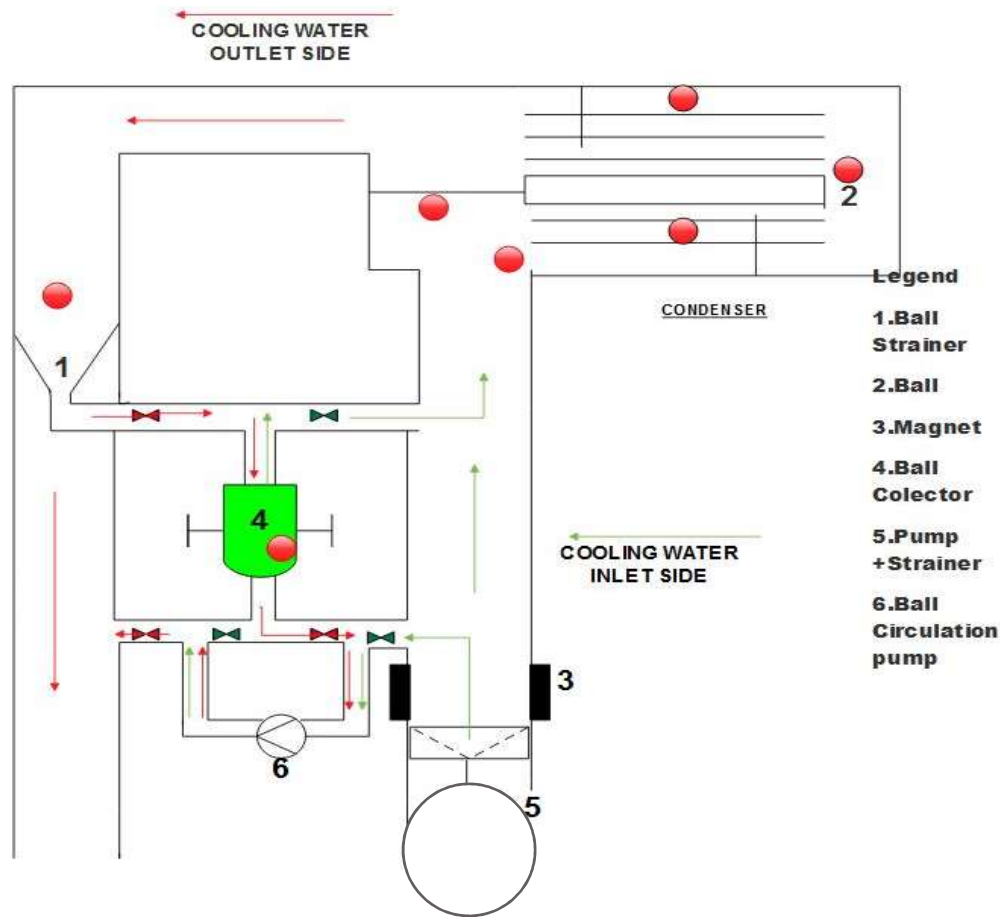 COOLING WATER
OUTLET SIDE
2
CONDENSER
Legend
1.Ball
Strainer
2.Ball
3.Magnet
4.Ball
Colector
5.Pump
+Strainer
6.Ball
Circulation
pump
1
4
COOLING WATER
INLET SIDE
3
6
5